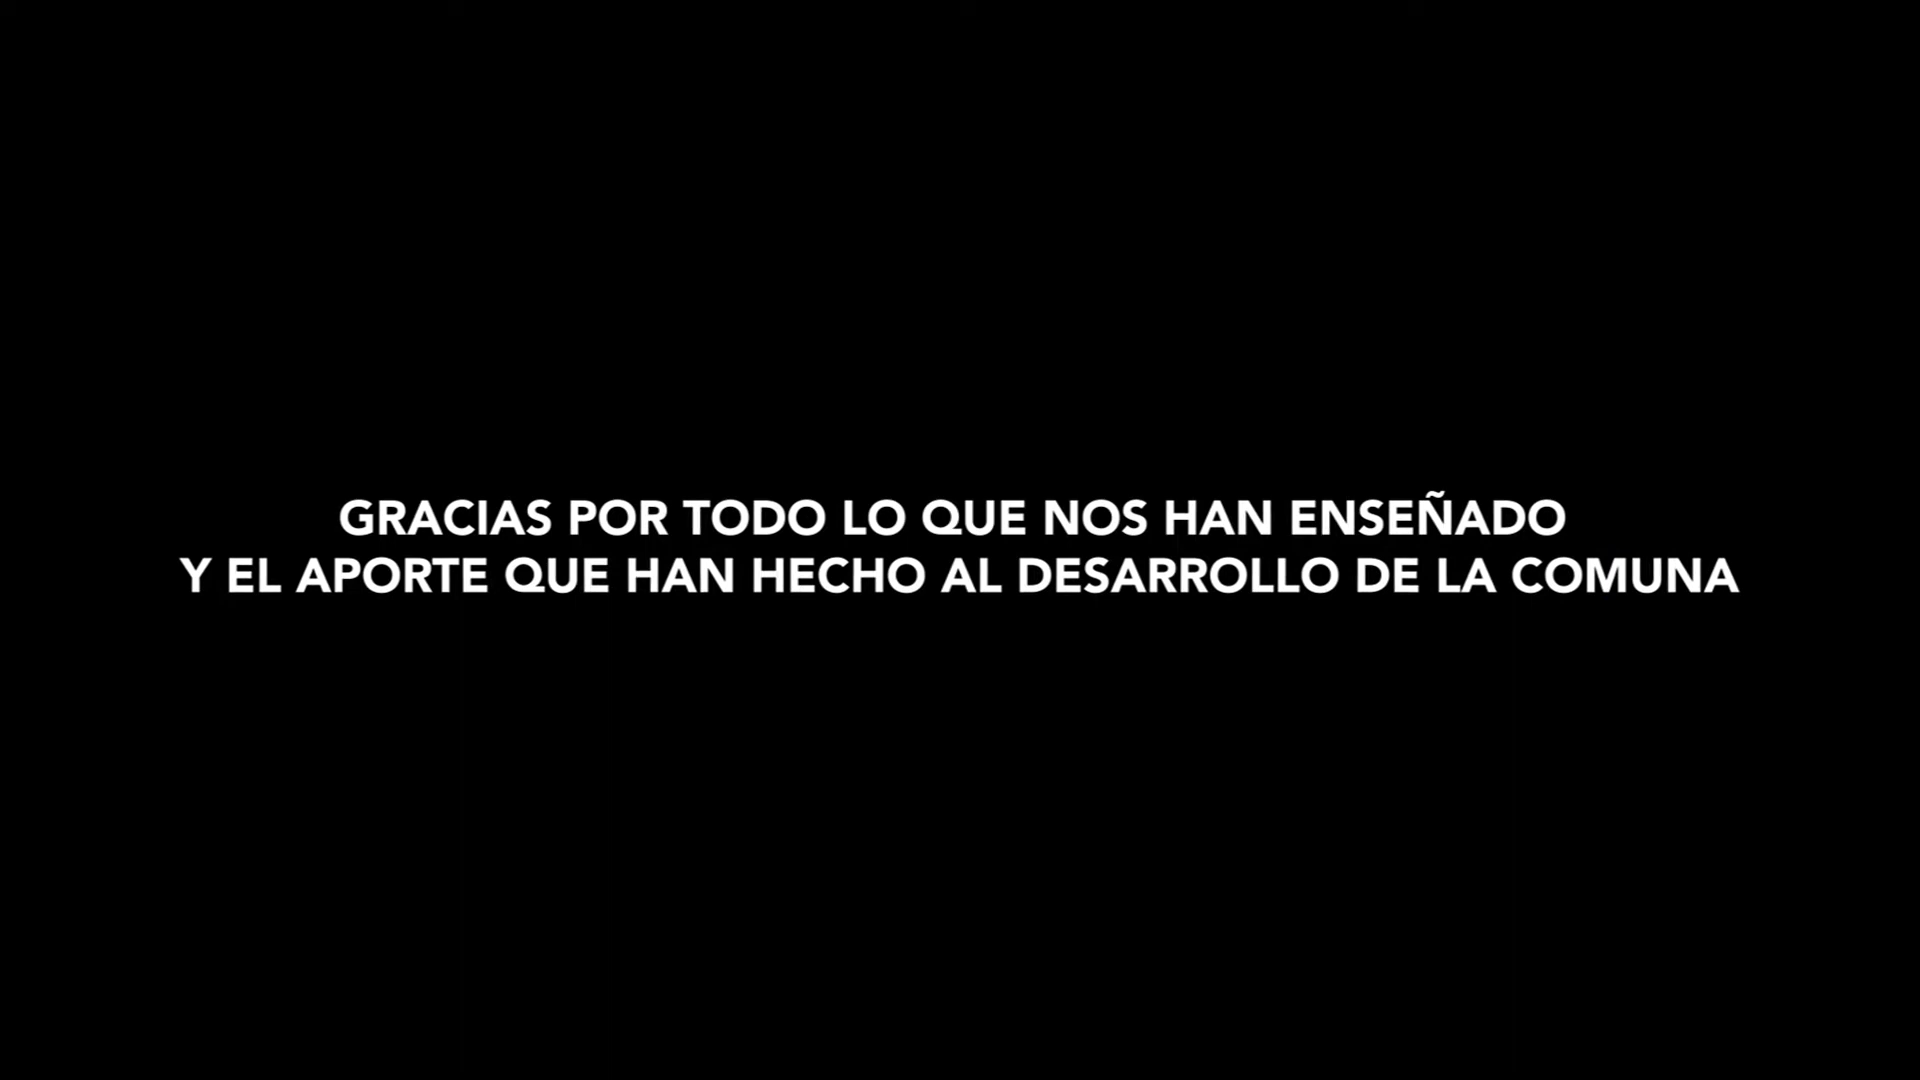 GRACIAS POR TODO LO QUE NOS HAN ENSEÑADO
Y EL APORTE QUE HAN HECHO AL DESARROLLO DE LA COMUNA